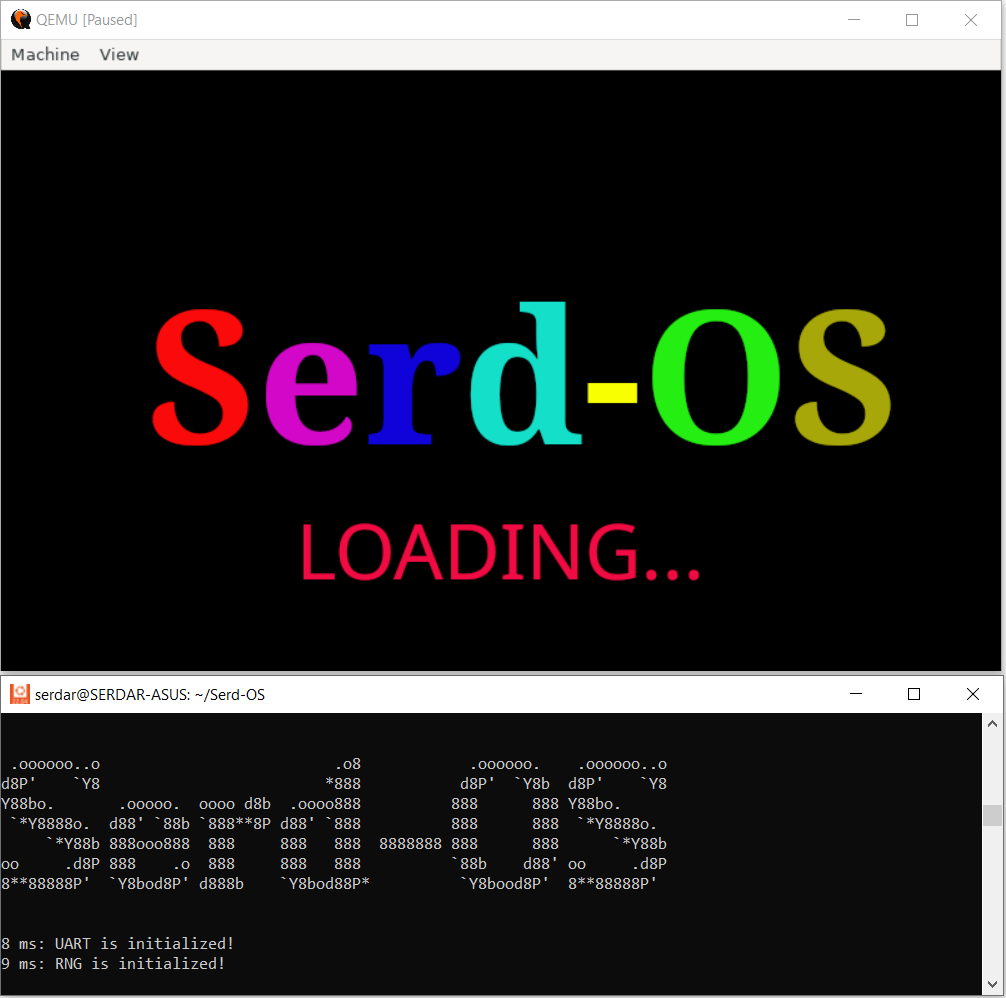 QEMU [Paused]
Machine View
Serd-OS
LOADING...
serdar@SERDAR-ASUS: ~/Serd-OS
 .oooooo..o                          .o8            .oooooo.    .oooooo..o
d8P'    `Y8                         *888           d8P'  `Y8b  d8P'    `Y8
Y88bo.       .ooooo.  oooo d8b  .oooo888          888      888 Y88bo.
 `*Y8888o.  d88' `88b `888**8P d88' `888          888      888  `*Y8888o.
     `*Y88b 888ooo888  888     888   888  8888888 888      888      `*Y88b
oo     .d8P 888    .o  888     888   888          `88b    d88' oo     .d8P
8**88888P'  `Y8bod8P' d888b    `Y8bod88P*          `Y8bood8P'  8**88888P'
8 ms: UART is initialized!
9 ms: RNG is initialized!